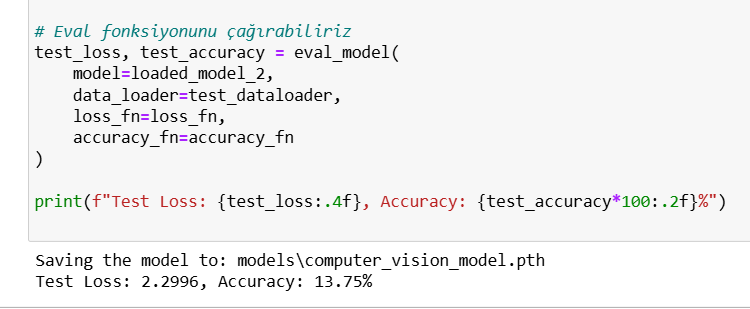 # Eval fonksiyonunu çağırabiliriz
test_loss, test_accuracy = eval_model(
    model=loaded_model_2,
    data_loader=test_dataloader,
    loss_fn=loss_fn,
    accuracy_fn=accuracy_fn
)
print(f"Test Loss: {test_loss:.4f}, Accuracy: {test_accuracy*100:.2f}%")
Saving the model to: models\computer_vision_model.pth
Test Loss: 2.2996, Accuracy: 13.75%